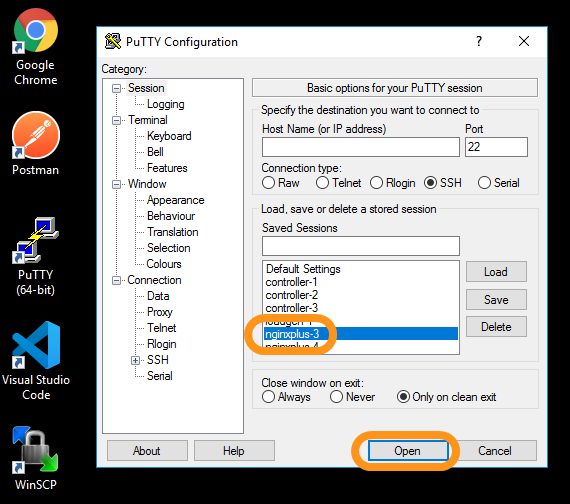 Google
Chrome
Postman
PuTTY
(64-bit)
Visual Studio
Code
WinSCP
PuTTY Configuration
?
Category:
Session
Logging
Terminal
Keyboard
Bell
Features
Window
Appearance
Behaviour
Translation
Selection
Colours
Connection
Data
Proxy
Telnet
Rlogin
SSH
Serial
Basic options for your PuTTY session
Specify the destination you want to connect to
Host Name (or IP address) Port
22
Connection type:
Raw Telnet Rlogin SSH Serial
Load, save or delete a stored session
Saved Sessions
Default Settings
controller-1
controller-2
controller-3
loadgen-1
nginxplus-3
nginxplus-4
Load
Save
Delete
Close window on exit:
Always Never Only on clean exit
About Help Open Cancel